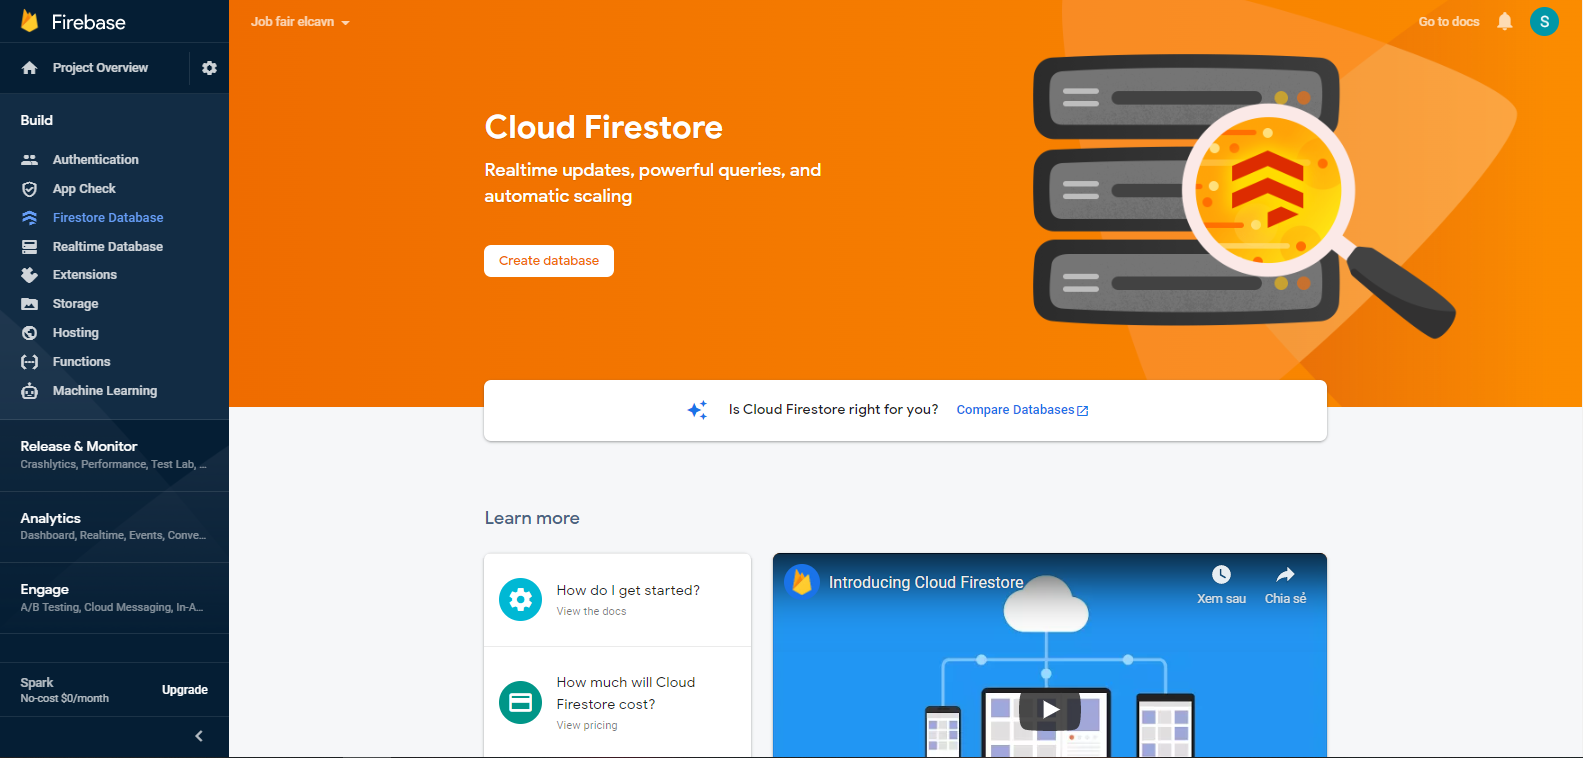 Firebase
Project Overview
Build
Authentication
App Check
Firestore Database
Realtime Database
Extensions
Storage
Hosting
Functions
Machine Learning
Release & Monitor
Crashlytics, Performance, Test Lab, ...
Analytics
Dashboard, Realtime, Events, Conve...
Engage
A/B Testing, Cloud Messaging, In-A...
Spark
No-cost $0/month
Upgrade
Job fair elcavn
Go to docs
S
Cloud Firestore
Realtime updates, powerful queries, and
automatic scaling
Create database
Is Cloud Firestore right for you? Compare Databases
Learn more
How do I get started?
View the docs
How much will Cloud
Firestore cost?
View pricing
Introducing Cloud Firestore
Xem sau
Chia sẻ